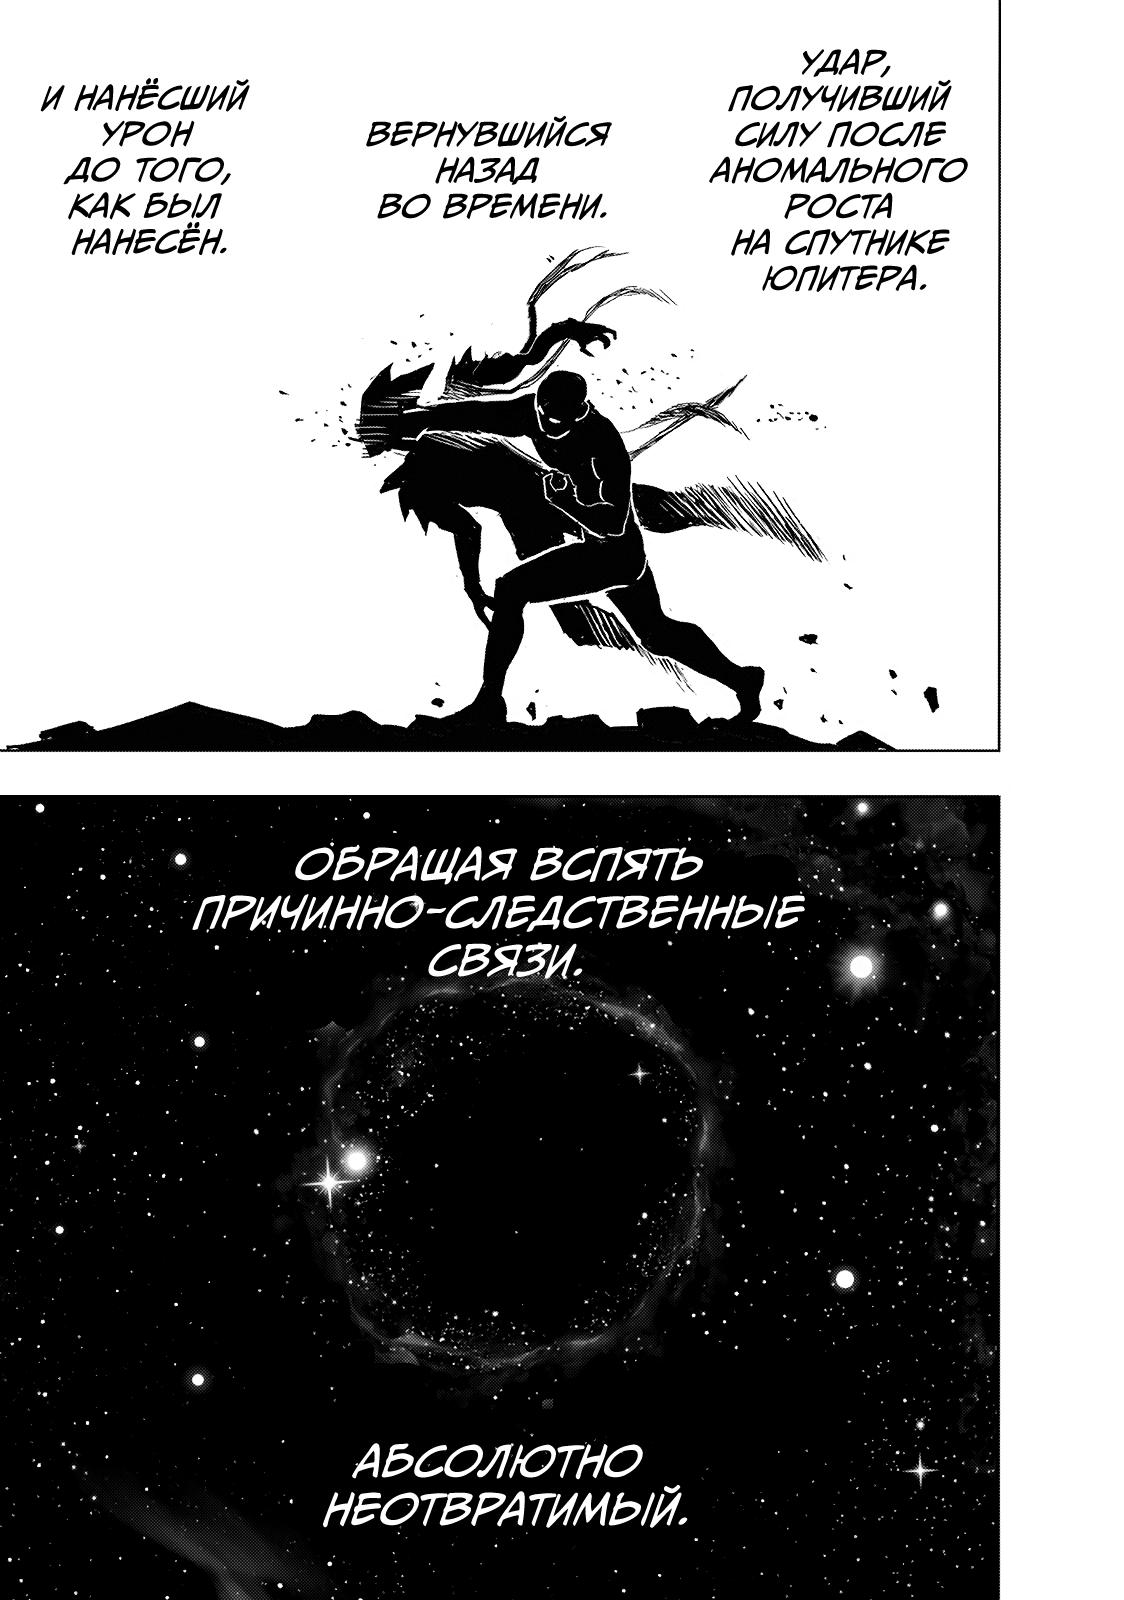 УДАР,
ПОЛУЧИВШИЙ
СИЛУ ПОСЛЕ
АНОМАЛЬНОГО
РОСТА
НА СПУТНИКЕ
ЮПИТЕРА.
ВЕРНУВШИЙСЯ
НАЗАД
ВО ВРЕМЕНИ.
И НАНЁСШИЙ
УРОН
ДО ТОГО,
КАК БЫЛ
НАНЕСЁН.
ОБРАЩАЯ ВСПЯТЬ
ПРИЧИННО-СЛЕДСТВЕННЫЕ
СВЯЗИ.
АБСОЛЮТНО
НЕОТВРАТИМЫЙ.